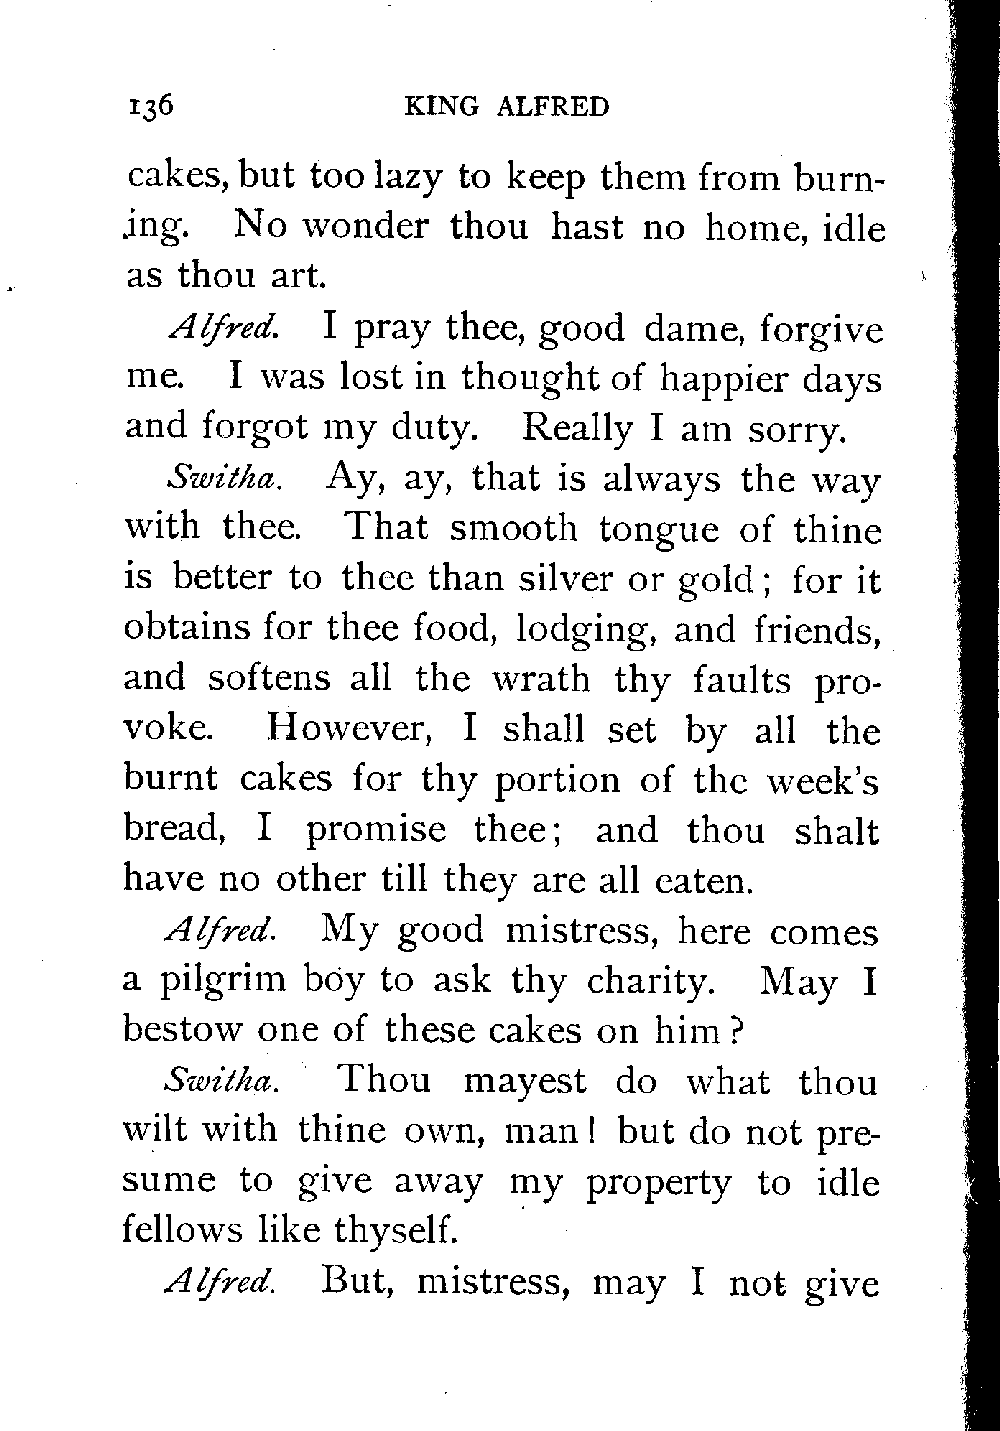 136 KING ALFRED
cakes, but too lazy to keep them from burn-
ing. No wonder thou hast no home, idle
as thou art.
Alfred. I pray thee, good dame, forgive
me. I was lost in thought of happier days
and forgot my duty. Really I am sorry.
Switha. Ay, ay, that is always the way
with thee. That smooth tongue of thine
is better to thee than silver or gold; for it
obtains for thee food, lodging, and friends,
and softens all the wrath thy faults pro-
voke. However, I shall set by all the
burnt cakes for thy portion of the week's
bread, I promise thee; and thou shalt
have no other till they are all eaten.
Alfred. My good mistress, here comes
a pilgrim boy to ask thy charity. May I
bestow one of these cakes on him?
Switha. Thou mayest do what thou
wilt with thine own, man! but do not pre-
sume to give away my property to idle
fellows like thyself.
Alfred. But, mistress, may I not give